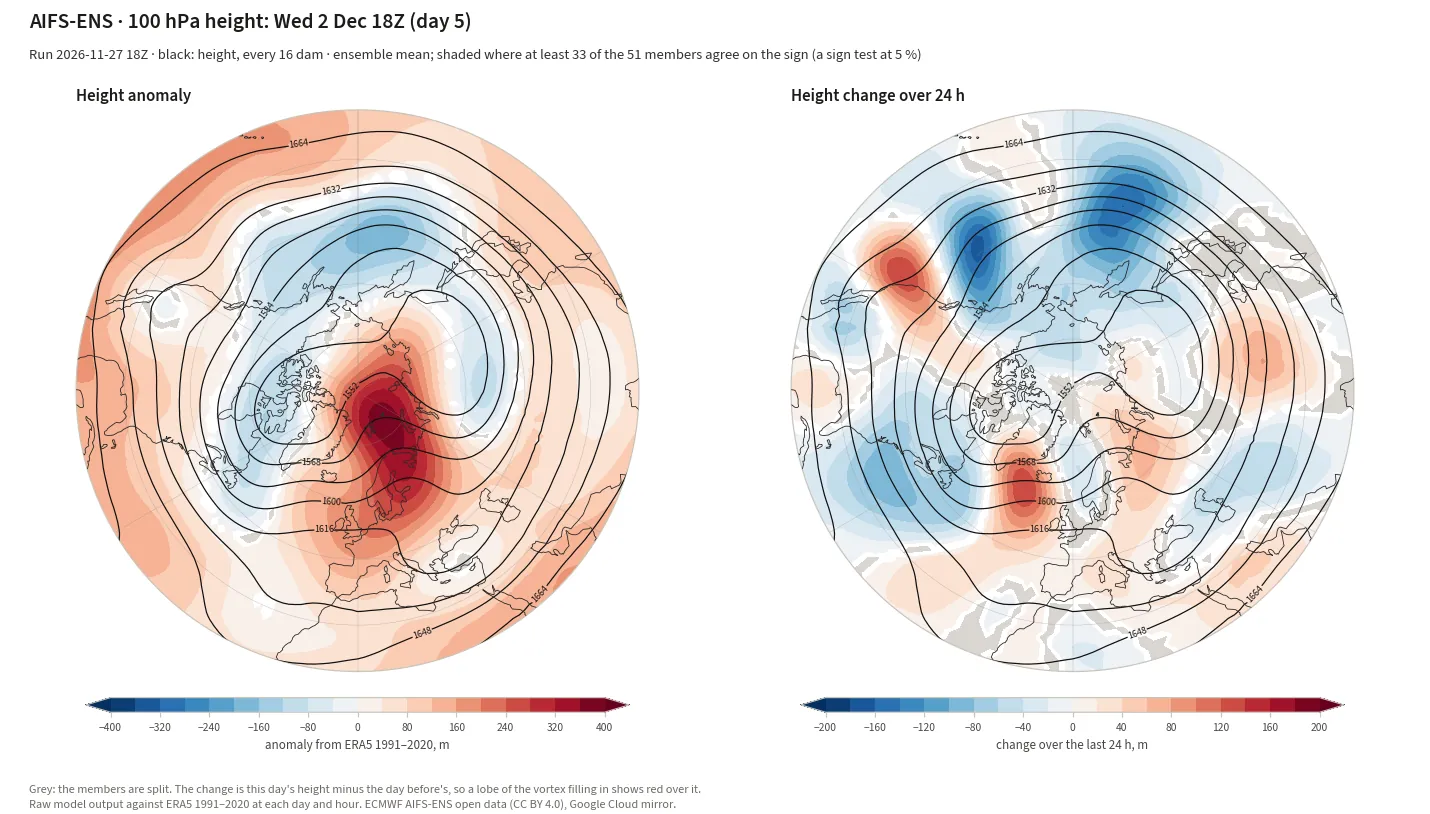 AIFS-ENS · 100 hPa height: Wed 2 Dec 18Z (day 5)
Run 2026-11-27 18Z · black: height, every 16 dam · ensemble mean; shaded where at least 33 of the 51 members agree on the sign (a sign test at 5 %)
Height anomaly
Height change over 24 h
1664
1632
1584
1552
1568
1600
1616
1664
1648
1664
1632
1584
1552
1568
1600
1616
1664
1648
−400 −320 −240 −160 −80 0 80 160 240 320 400
anomaly from ERA5 1991–2020, m
−200 −160 −120 −80 −40 0 40 80 120 160 200
change over the last 24 h, m
Grey: the members are split. The change is this day's height minus the day before's, so a lobe of the vortex filling in shows red over it.
Raw model output against ERA5 1991–2020 at each day and hour. ECMWF AIFS-ENS open data (CC BY 4.0), Google Cloud mirror.